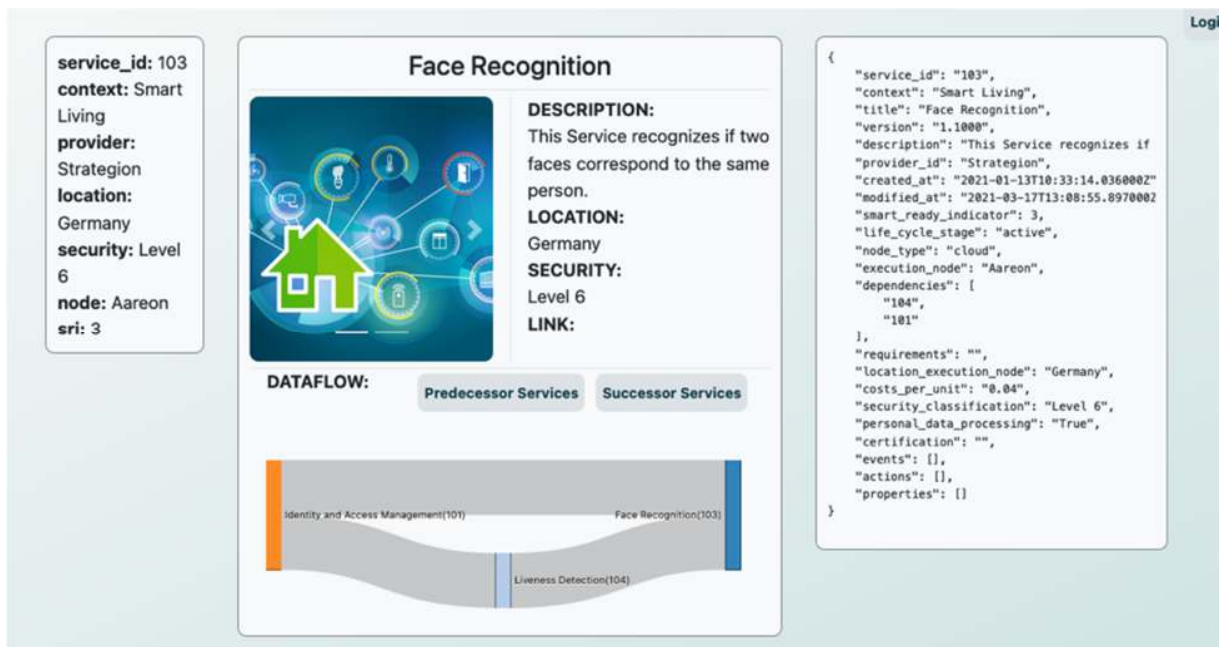 Logi
service_id: 103
context: Smart
Living
provider:
Strategion
location:
Germany
security: Level
6
node: Aareon
sri: 3
Face Recognition
DESCRIPTION:
This Service recognizes if two
faces correspond to the same
person.
LOCATION:
Germany
SECURITY:
Level 6
LINK:
DATAFLOW:
Predecessor Services
Successor Services
Identity and Access Management(101)
Face Recognition(103)
Liveness Detection(104)
{
"service_id": "103",
"context": "Smart Living",
"title": "Face Recognition",
"version": "1.1000",
"description": "This Service recognizes if
"provider_id": "Strategion",
"created_at": "2021-01-13T10:33:14.036000Z"
"modified_at": "2021-03-17T13:08:55.897000Z
"smart_ready_indicator": 3,
"life_cycle_stage": "active",
"node_type": "cloud",
"execution_node": "Aareon",
"dependencies": [
"104",
"101"
],
"requirements": "",
"location_execution_node": "Germany",
"costs_per_unit": "0.04",
"security_classification": "Level 6",
"personal_data_processing": "True",
"certification": "",
"events": [],
"actions": [],
"properties": []
}